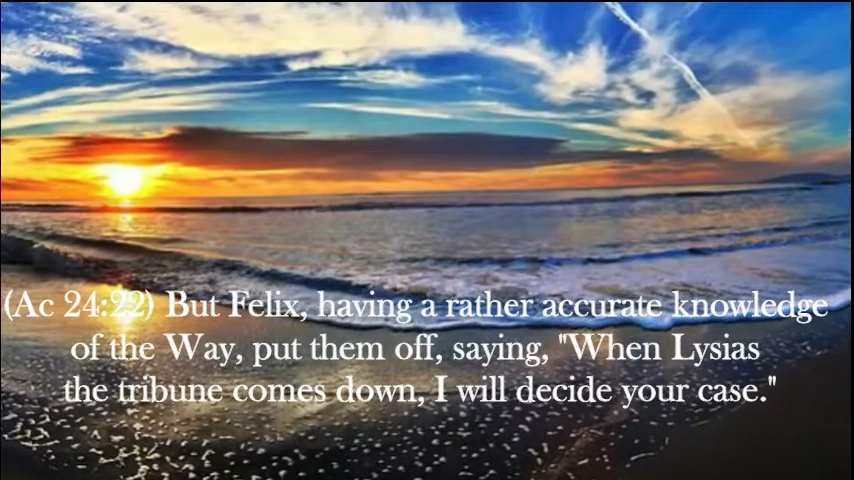 (Ac 24:22) But Felix, having a rather accurate knowledge
of the Way, put them off, saying, "When Lysias
the tribune comes down, I will decide your case."